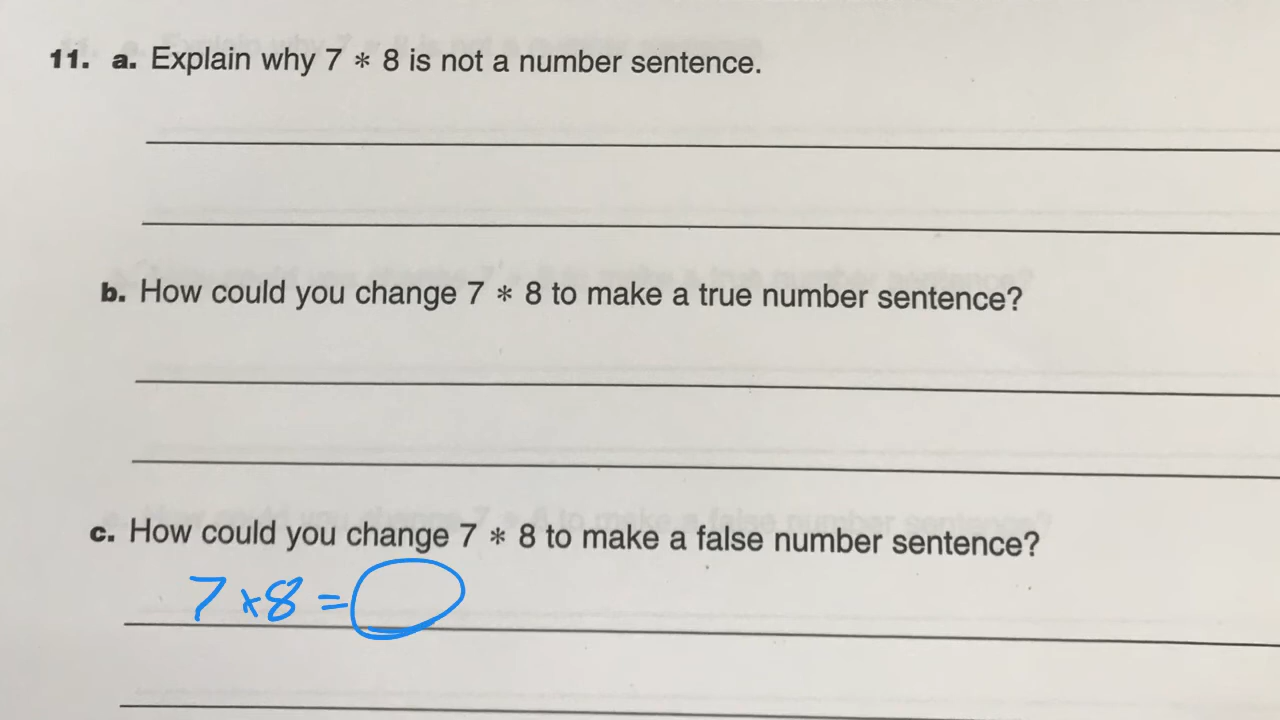 11. a. Explain why 7 * 8 is not a number sentence.
b. How could you change 7 * 8 to make a true number sentence?
c. How could you change 7 * 8 to make a false number sentence?
7 × 8 =